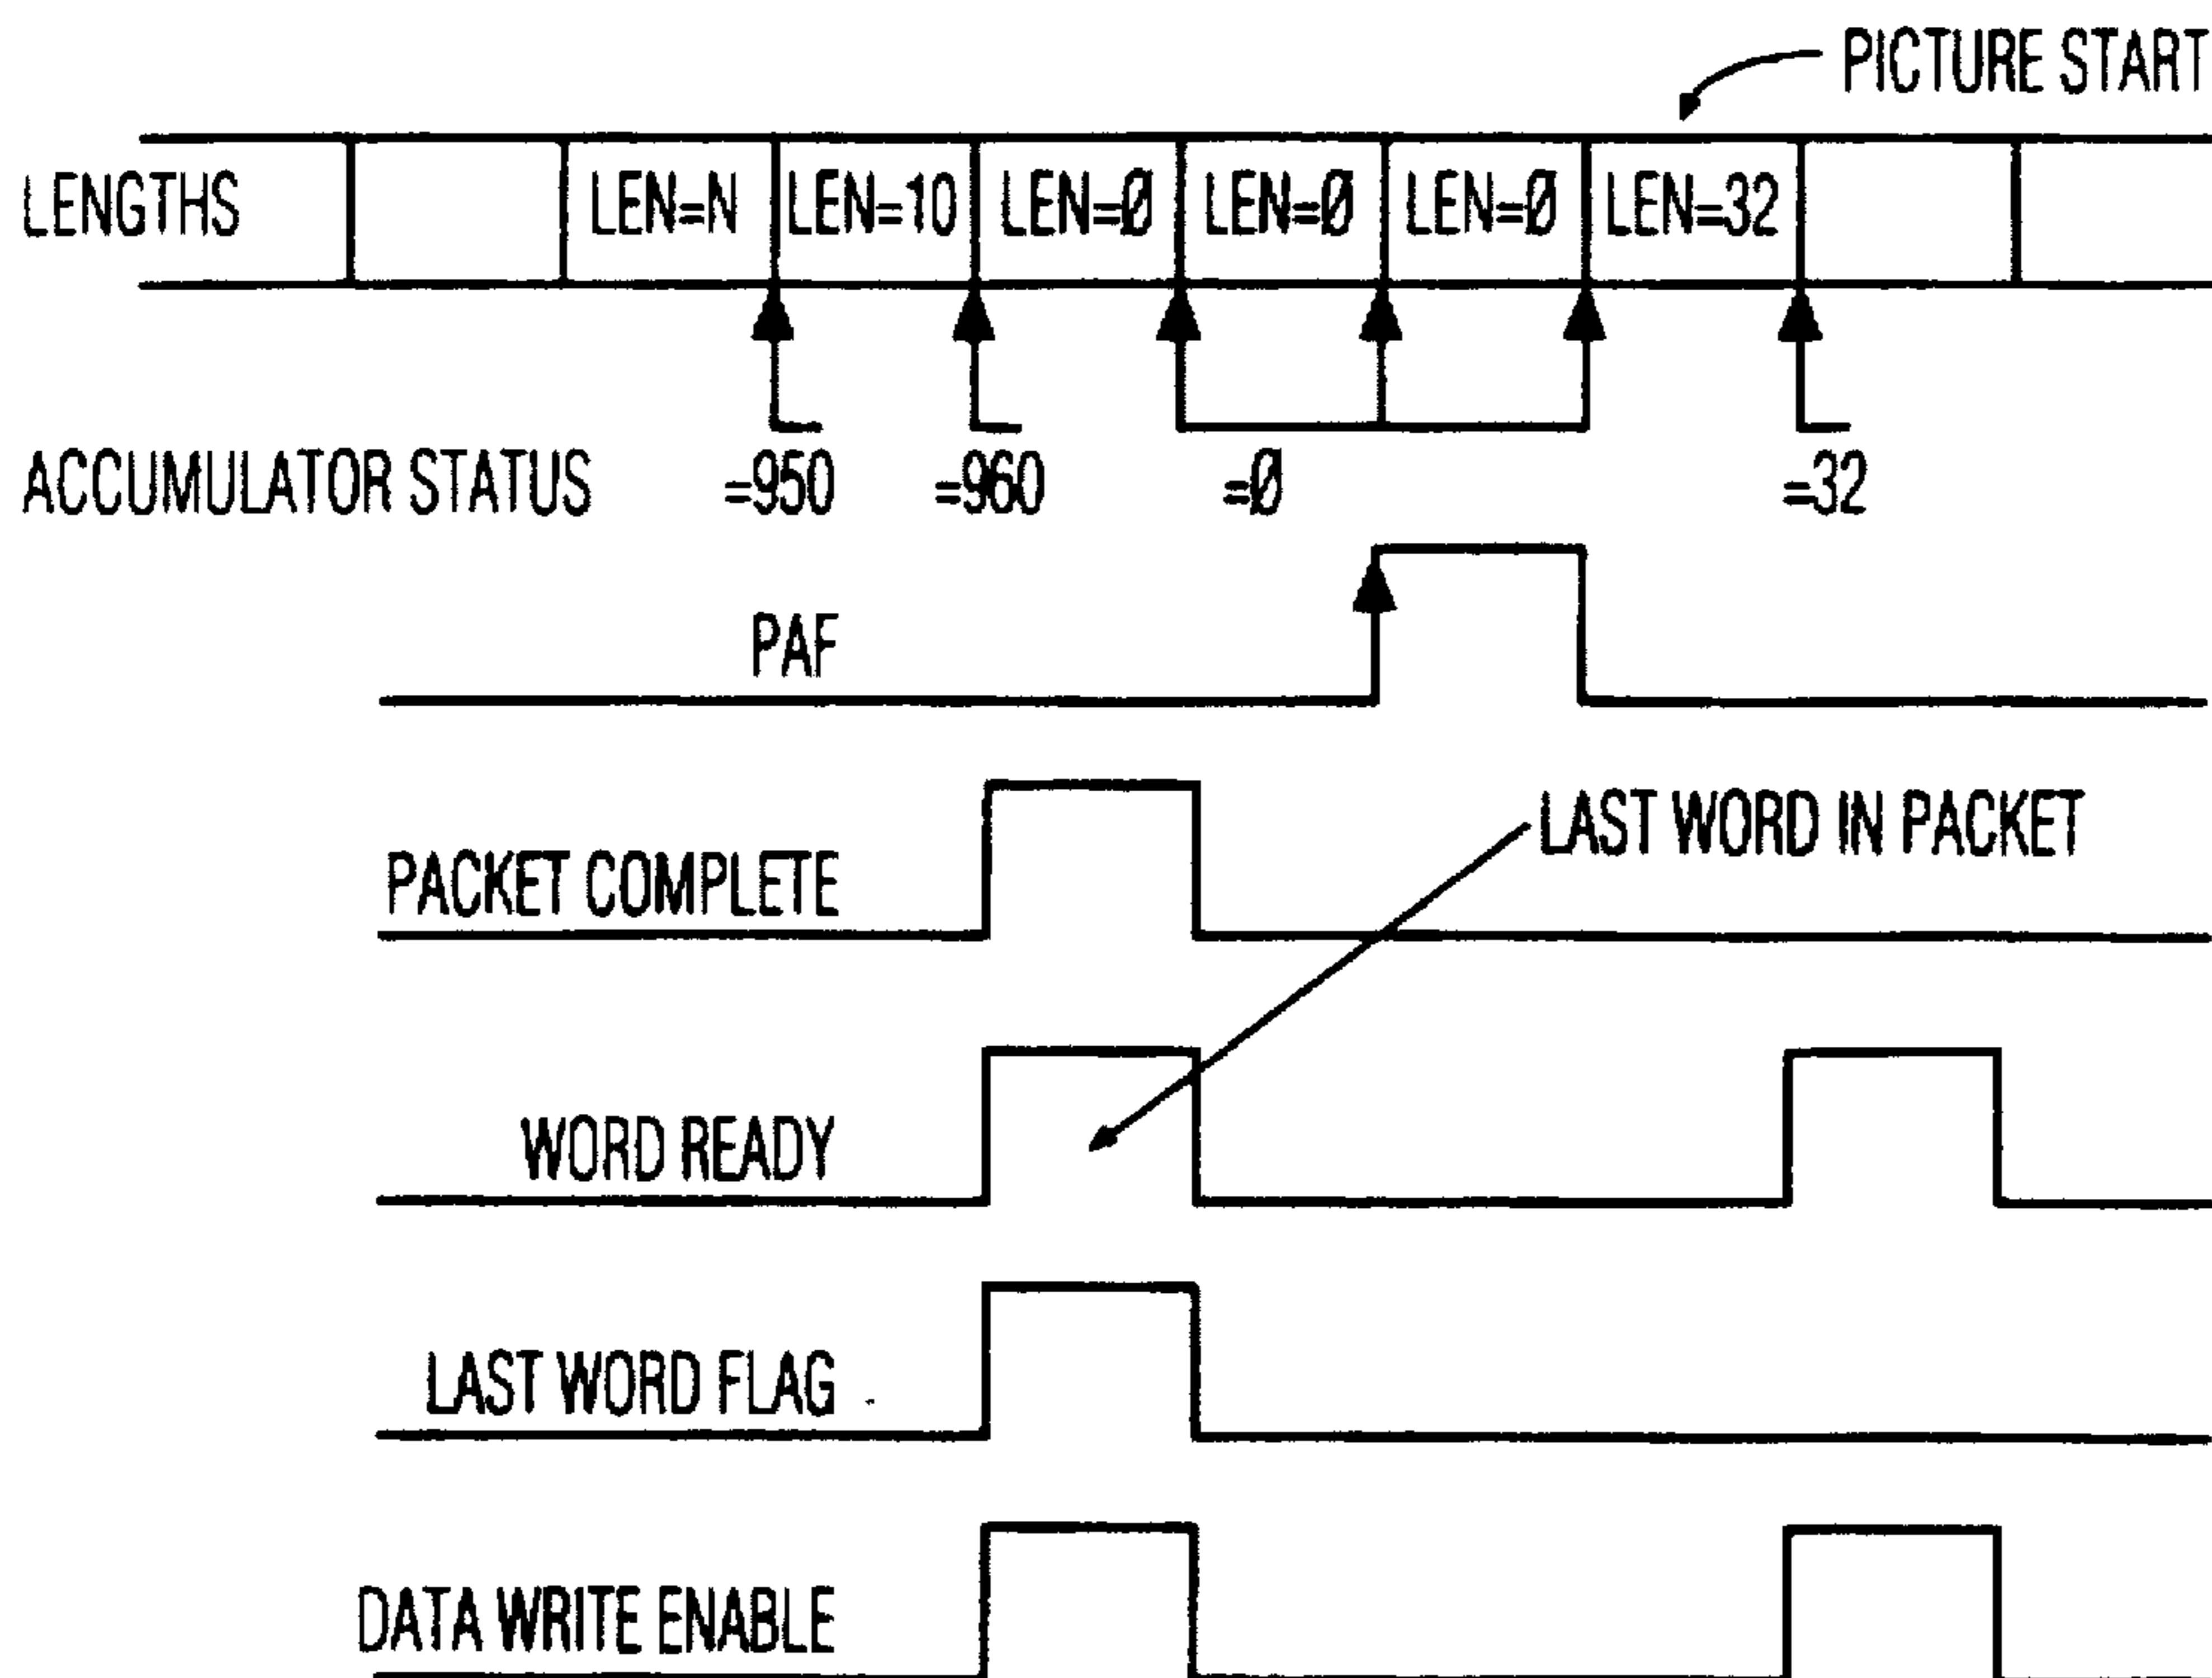 PICTURE START
LENGTHS LEN=N LEN=10 LEN=Ø LEN=Ø LEN=Ø LEN=32
ACCUMULATOR STATUS =950 =960 =Ø =32
PAF
LAST WORD IN PACKET
PACKET COMPLETE
WORD READY
LAST WORD FLAG
DATA WRITE ENABLE